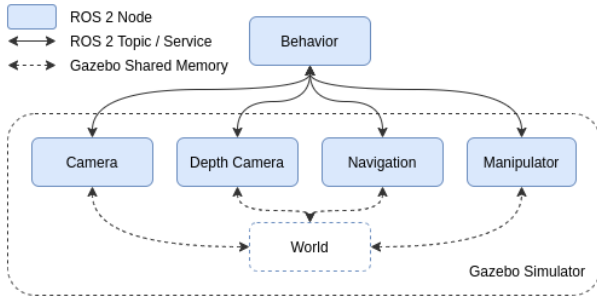 ROS 2 Node
ROS 2 Topic / Service
Gazebo Shared Memory
Behavior
Camera
Depth Camera
Navigation
Manipulator
World
Gazebo Simulator